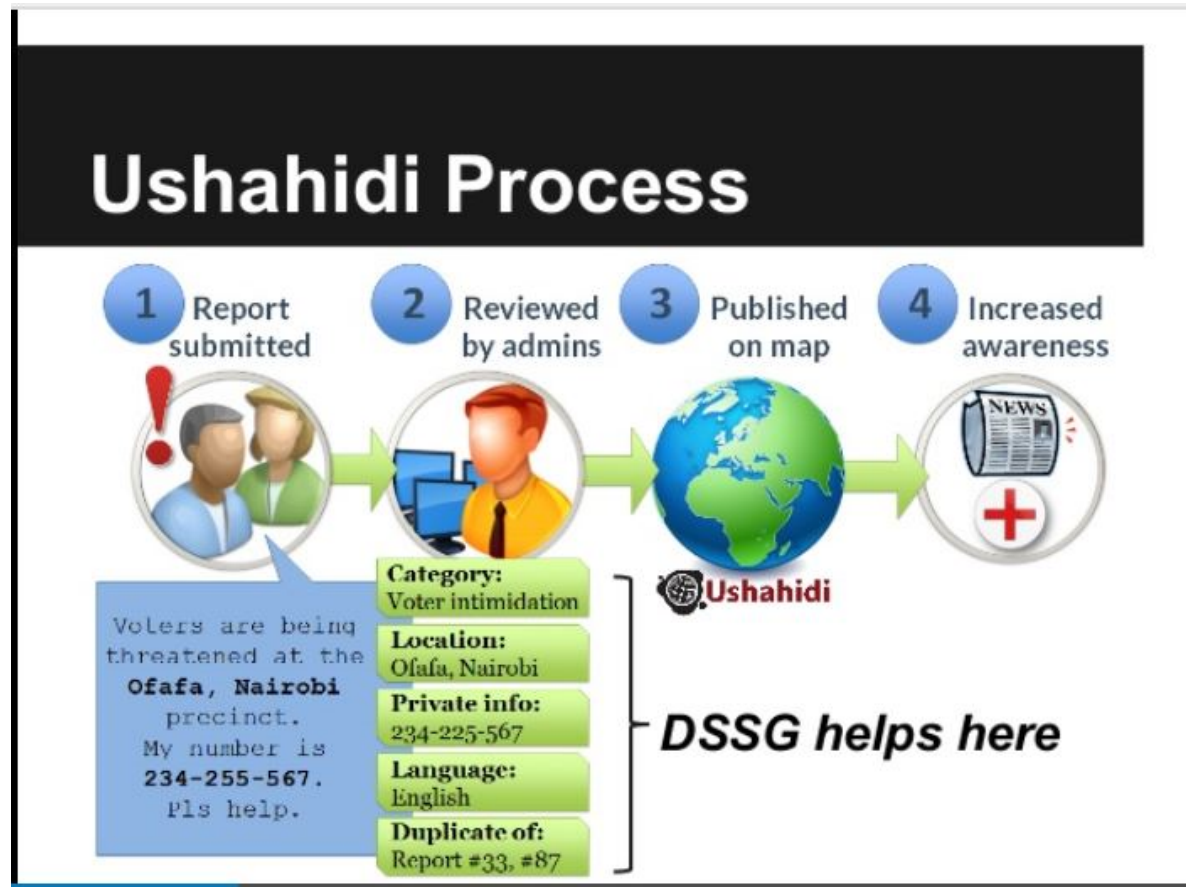 Ushahidi Process
1 Report
submitted
2 Reviewed
by admins
3 Published
on map
4 Increased
awareness
NEWS
Voters are being
threatened at the
Ofafa, Nairobi
precinct.
My number is
234-255-567.
Pls help.
Category:
Voter intimidation
Location:
Ofafa, Nairobi
Private info:
234-225-567
Language:
English
Duplicate of:
Report #33, #87
Ushahidi
DSSG helps here